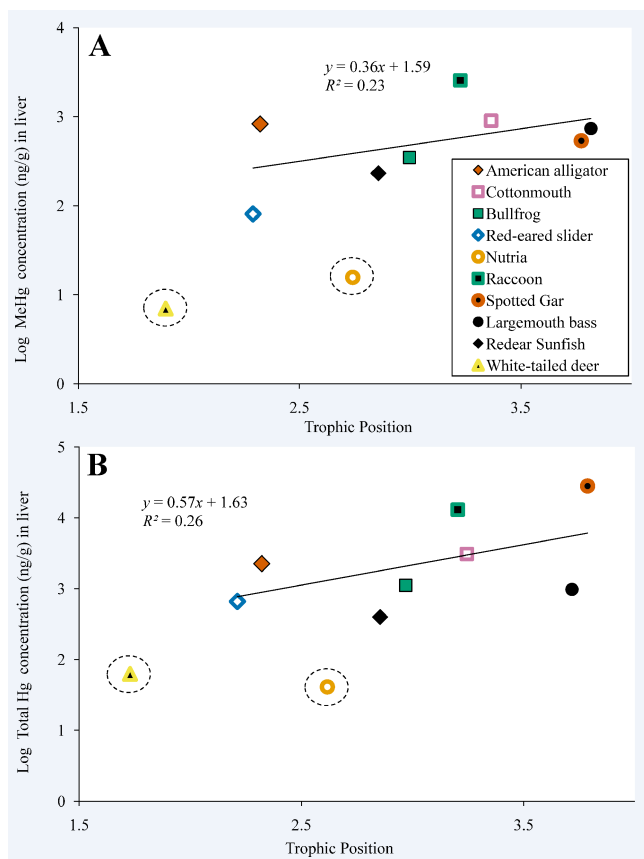 A
y = 0.36x + 1.59
R² = 0.23
Log MeHg concentration (ng/g) in liver
4
3
2
1
0
1.5
2.5
3.5
Trophic Position
American alligator
Cottonmouth
Bullfrog
Red-eared slider
Nutria
Raccoon
Spotted Gar
Largemouth bass
Redear Sunfish
White-tailed deer
B
y = 0.57x + 1.63
R² = 0.26
Log Total Hg concentration (ng/g) in liver
5
4
3
2
1
0
1.5
2.5
3.5
Trophic Position